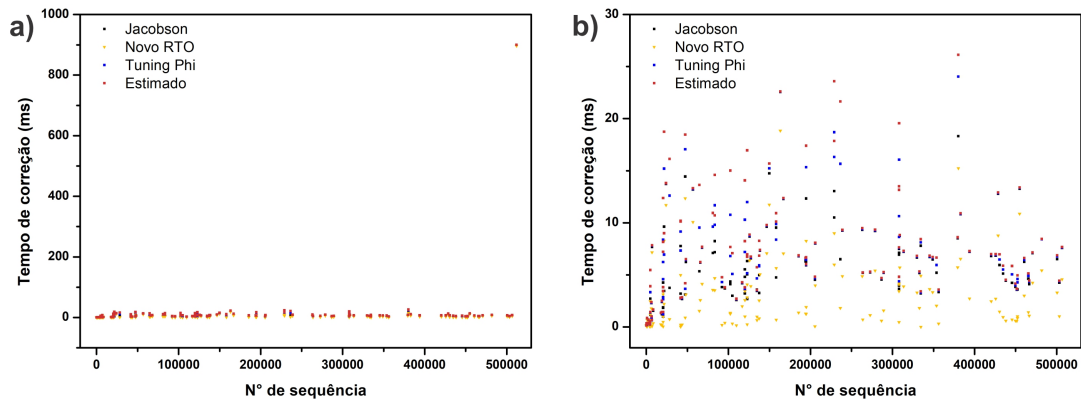 a)
Tempo de correção (ms)
1000
800
600
400
200
0
Jacobson
Novo RTO
Tuning Phi
Estimado
0
100000
200000
300000
400000
500000
N° de sequência
b)
Tempo de correção (ms)
30
20
10
0
Jacobson
Novo RTO
Tuning Phi
Estimado
0
100000
200000
300000
400000
500000
N° de sequência